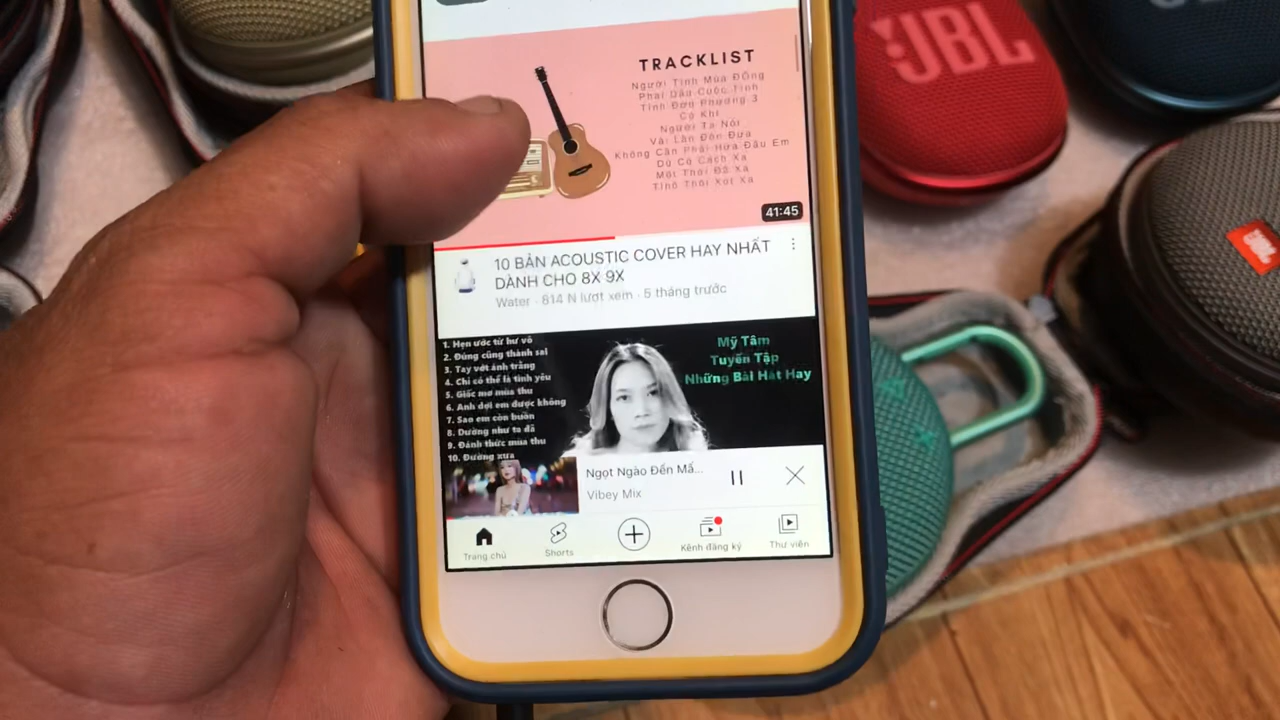 TRACKLIST
Người Tình Mùa Đông
Phai Dấu Cuộc Tình
Tình Đơn Phương 3
Có Khi
Người Ta Nói
Vài Lần Đón Đưa
Không Cần Phải Hứa Đâu Em
Dù Có Cách Xa
Một Thời Đã Xa
Tình Thôi Xót Xa
41:45
10 BẢN ACOUSTIC COVER HAY NHẤT
DÀNH CHO 8X 9X
Water · 814 N lượt xem · 5 tháng trước
1. Hẹn ước từ hư vô
2. Đúng cũng thành sai
3. Tay vớt ánh trăng
4. Chỉ có thể là tình yêu
5. Giấc mơ mùa thu
6. Anh đợi em được không
7. Sao em còn buồn
8. Dường như ta đã
9. Đánh thức mùa thu
10. Đường xưa
Mỹ Tâm
Tuyển Tập
Những Bài Hát Hay
Ngọt Ngào Đến Mấ...
Vibey Mix
Trang chủ
Shorts
Kênh đăng ký
Thư viện
JBL
JBL